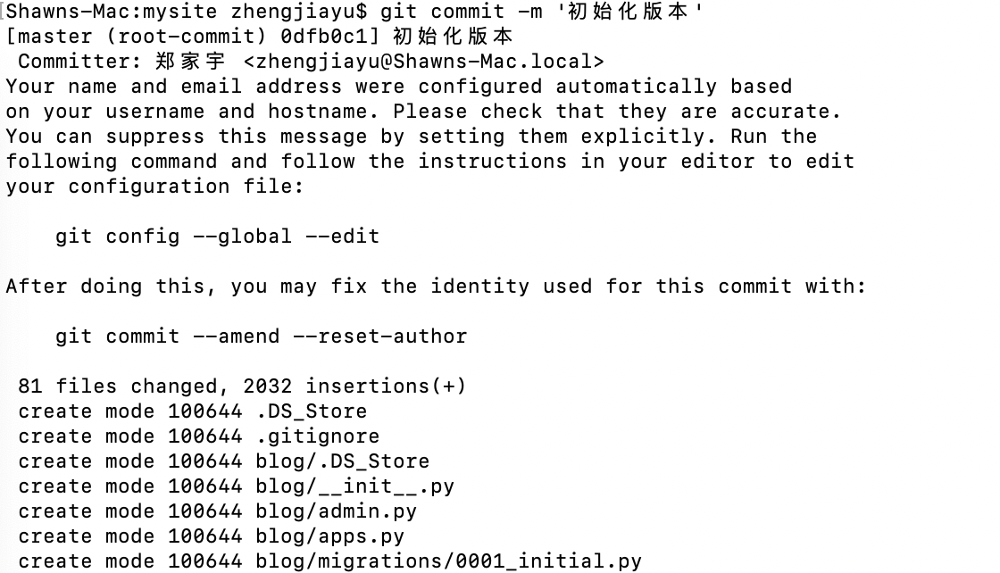 Shawns-Mac:mysite zhengjiayu$ git commit -m '初始化版本'
[master (root-commit) 0dfb0c1] 初始化版本
 Committer: 郑家宇 <zhengjiayu@Shawns-Mac.local>
Your name and email address were configured automatically based
on your username and hostname. Please check that they are accurate.
You can suppress this message by setting them explicitly. Run the
following command and follow the instructions in your editor to edit
your configuration file:
    git config --global --edit
After doing this, you may fix the identity used for this commit with:
    git commit --amend --reset-author
 81 files changed, 2032 insertions(+)
 create mode 100644 .DS_Store
 create mode 100644 .gitignore
 create mode 100644 blog/.DS_Store
 create mode 100644 blog/__init__.py
 create mode 100644 blog/admin.py
 create mode 100644 blog/apps.py
 create mode 100644 blog/migrations/0001_initial.py